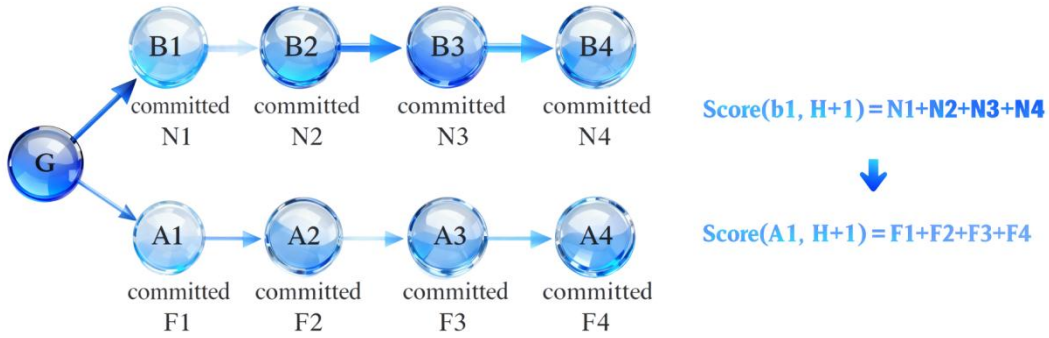 B1
B2
B3
B4
committed
N1
committed
N2
committed
N3
committed
N4
Score(b1, H+1) = N1+N2+N3+N4
G
A1
A2
A3
A4
Score(A1, H+1) = F1+F2+F3+F4
committed
F1
committed
F2
committed
F3
committed
F4